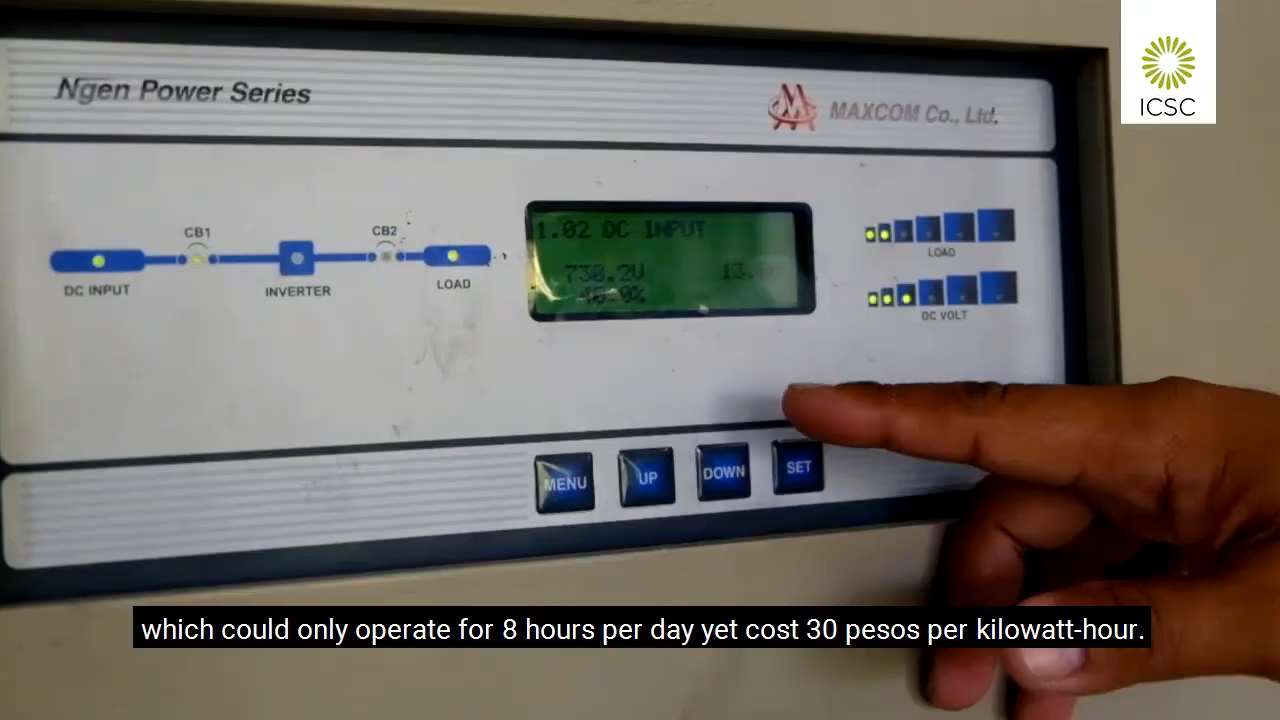 Ngen Power Series
MAXCOM Co., Ltd.
ICSC
CB1
CB2
DC INPUT
INVERTER
LOAD
1.02 DC INPUT
LOAD
DC VOLT
MENU
UP
DOWN
SET
which could only operate for 8 hours per day yet cost 30 pesos per kilowatt-hour.